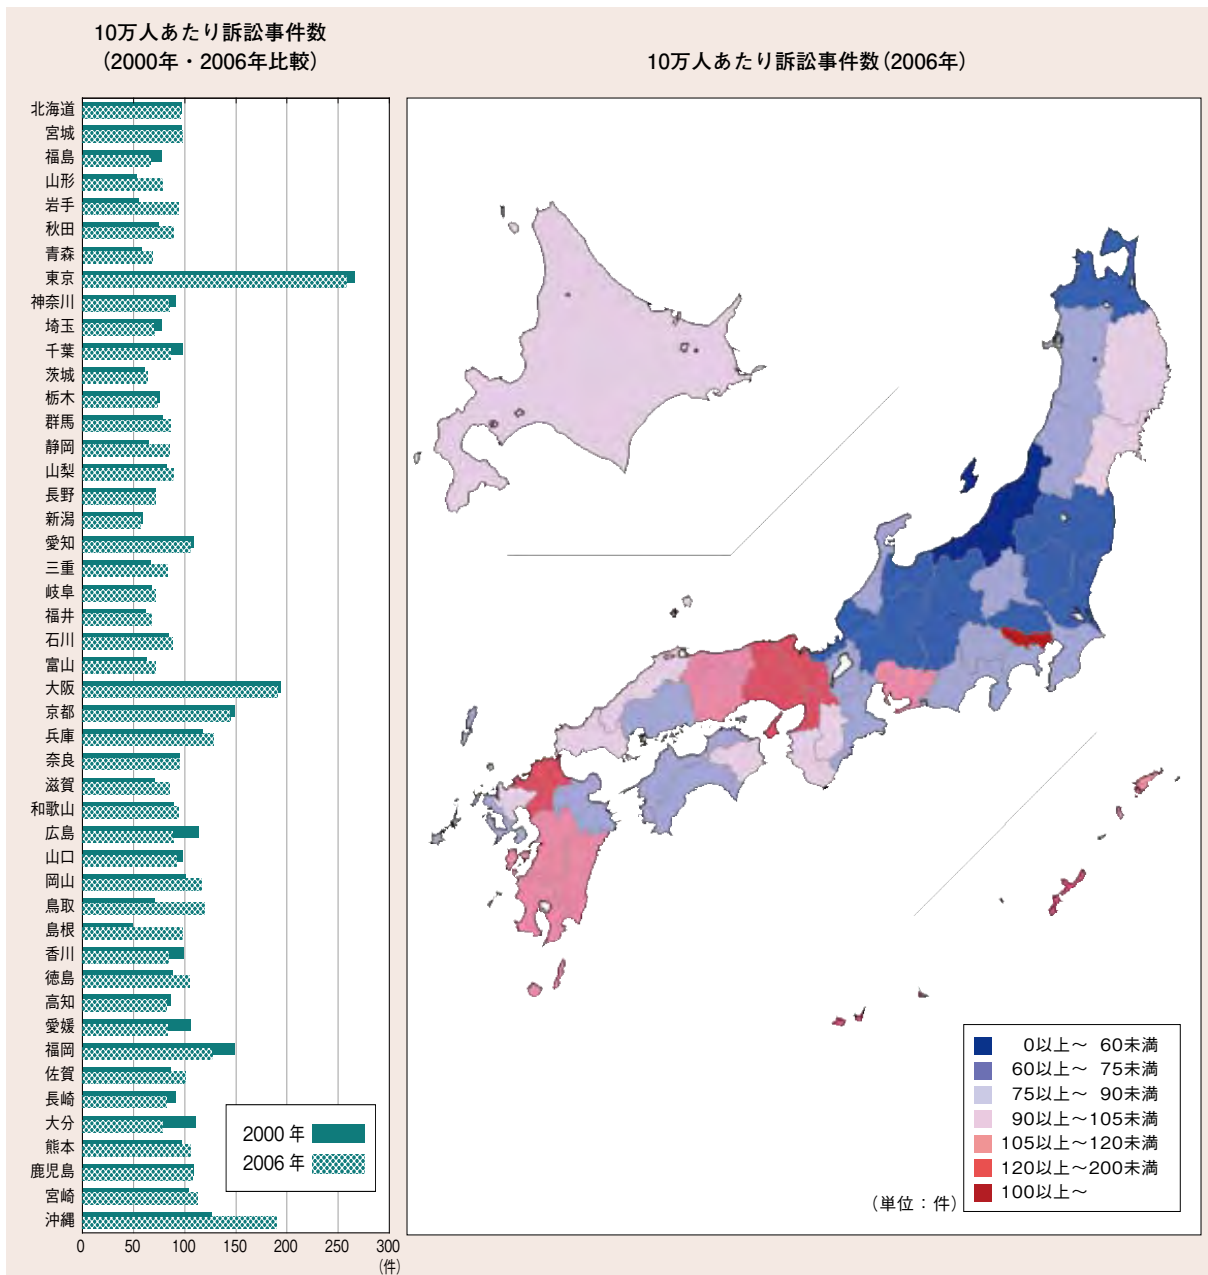 10万人あたり訴訟事件数
（2000年・2006年比較）
10万人あたり訴訟事件数（2006年）
北海道
宮城
福島
山形
岩手
秋田
青森
東京
神奈川
埼玉
千葉
茨城
栃木
群馬
静岡
山梨
長野
新潟
愛知
三重
岐阜
福井
石川
富山
大阪
京都
兵庫
奈良
滋賀
和歌山
広島
山口
岡山
鳥取
島根
香川
徳島
高知
愛媛
福岡
佐賀
長崎
大分
熊本
鹿児島
宮崎
沖縄
0 50 100 150 200 250 300
（件）
2000 年
2006 年
0以上～ 60未満
60以上～ 75未満
75以上～ 90未満
90以上～105未満
105以上～120未満
120以上～200未満
100以上～
（単位：件）